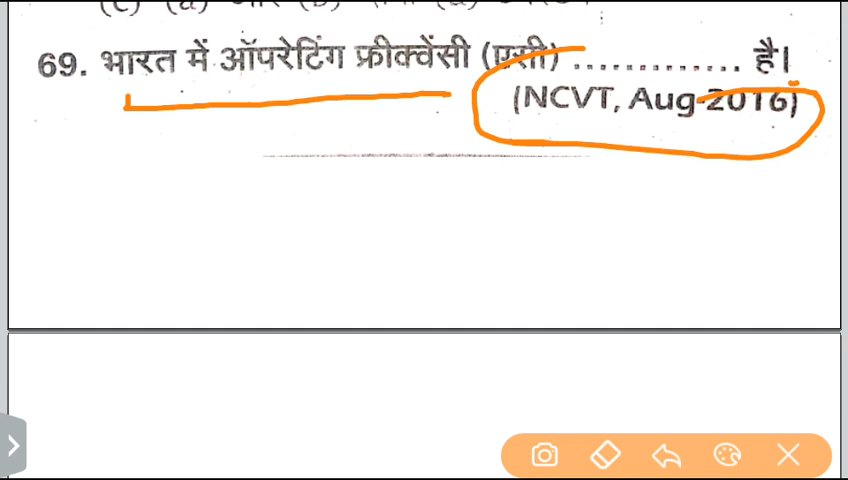 69. भारत में ऑपरेटिंग फ्रीक्वेंसी (एसी) ............. है।
(NCVT, Aug-2016)